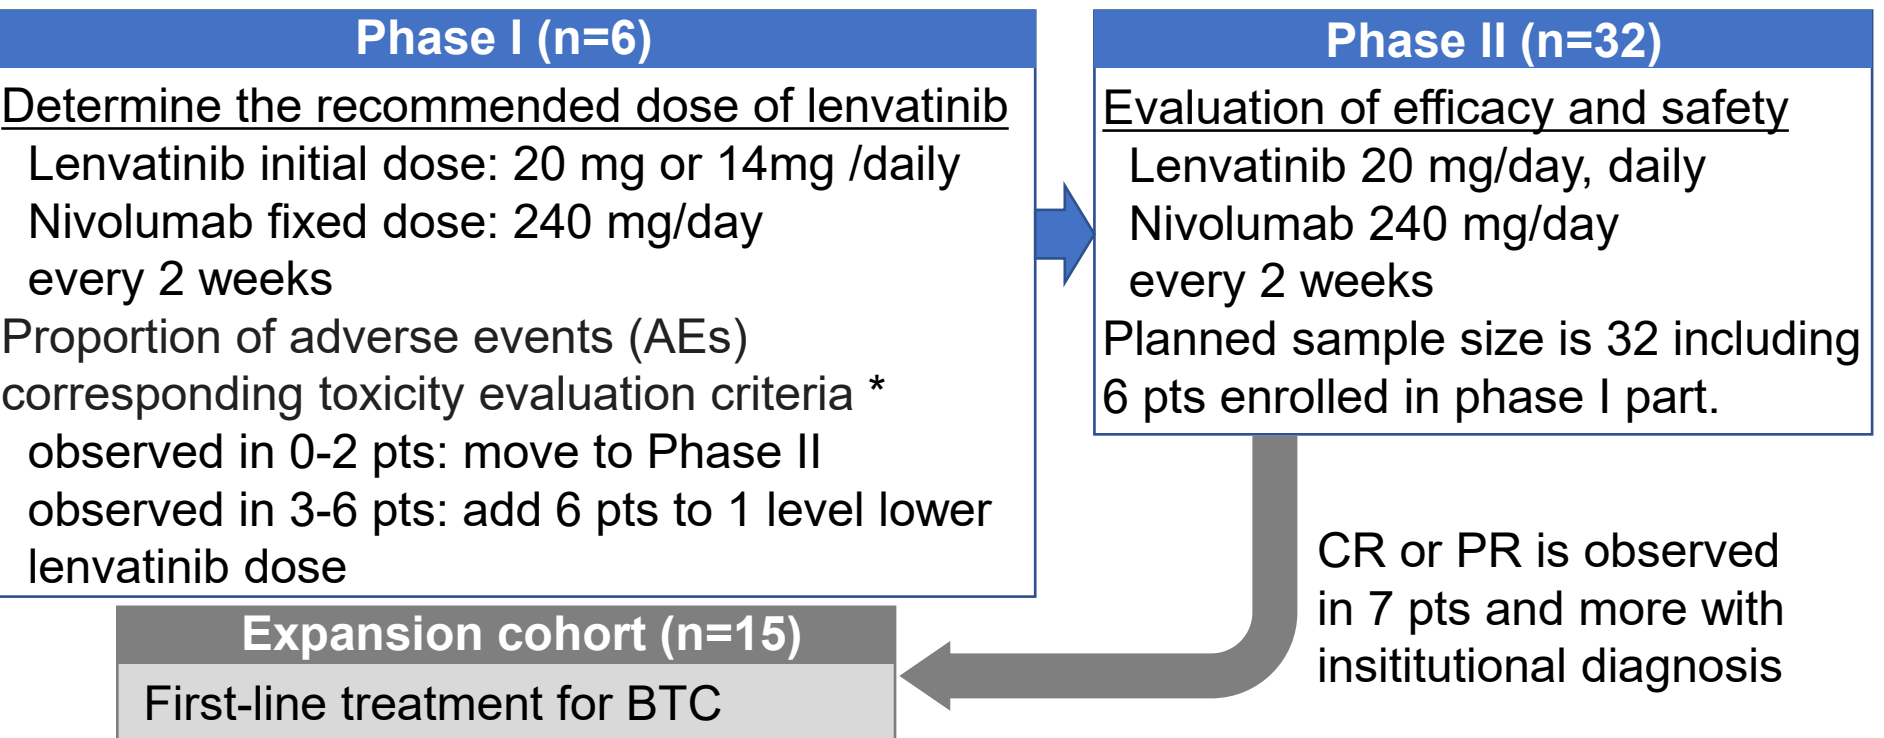 Phase I (n=6)
Determine the recommended dose of lenvatinib
Lenvatinib initial dose: 20 mg or 14mg /daily
Nivolumab fixed dose: 240 mg/day
every 2 weeks
Proportion of adverse events (AEs)
corresponding toxicity evaluation criteria *
observed in 0-2 pts: move to Phase II
observed in 3-6 pts: add 6 pts to 1 level lower
lenvatinib dose
Phase II (n=32)
Evaluation of efficacy and safety
Lenvatinib 20 mg/day, daily
Nivolumab 240 mg/day
every 2 weeks
Planned sample size is 32 including
6 pts enrolled in phase I part.
CR or PR is observed
in 7 pts and more with
insititutional diagnosis
Expansion cohort (n=15)
First-line treatment for BTC